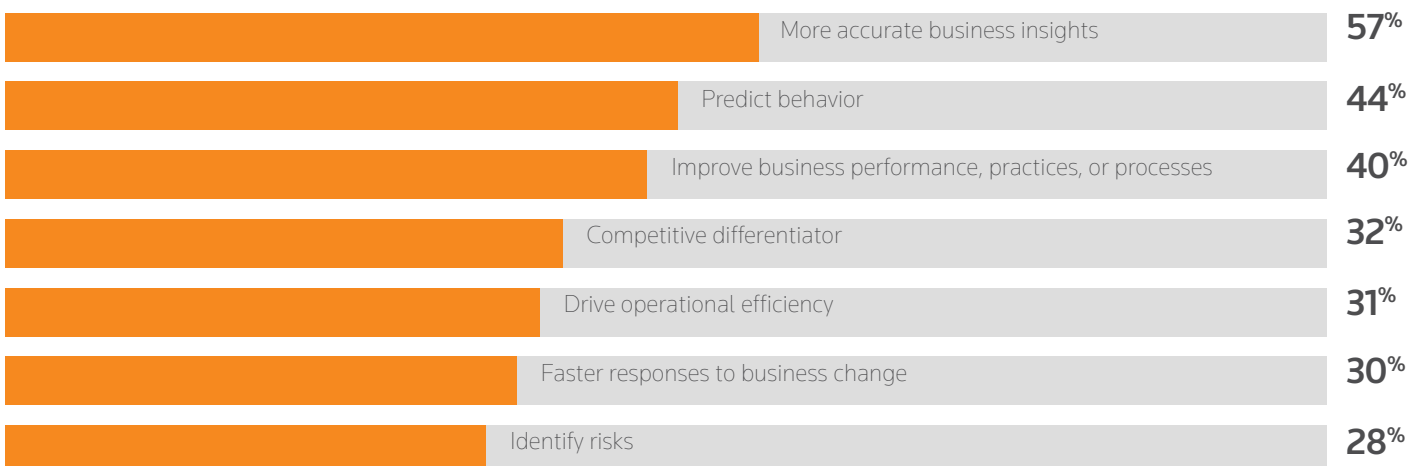 More accurate business insights 57%
Predict behavior 44%
Improve business performance, practices, or processes 40%
Competitive differentiator 32%
Drive operational efficiency 31%
Faster responses to business change 30%
Identify risks 28%